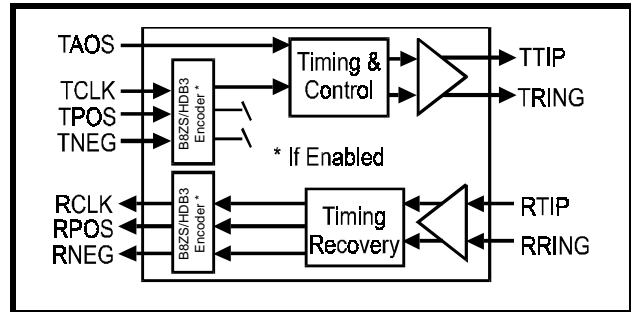 TAOS
TCLK
TPOS
TNEG
B8ZS/HDB3
Encoder *
Timing &
Control
TTIP
TRING
* If Enabled
RCLK
RPOS
RNEG
B8ZS/HDB3
Encoder *
Timing
Recovery
RTIP
RRING